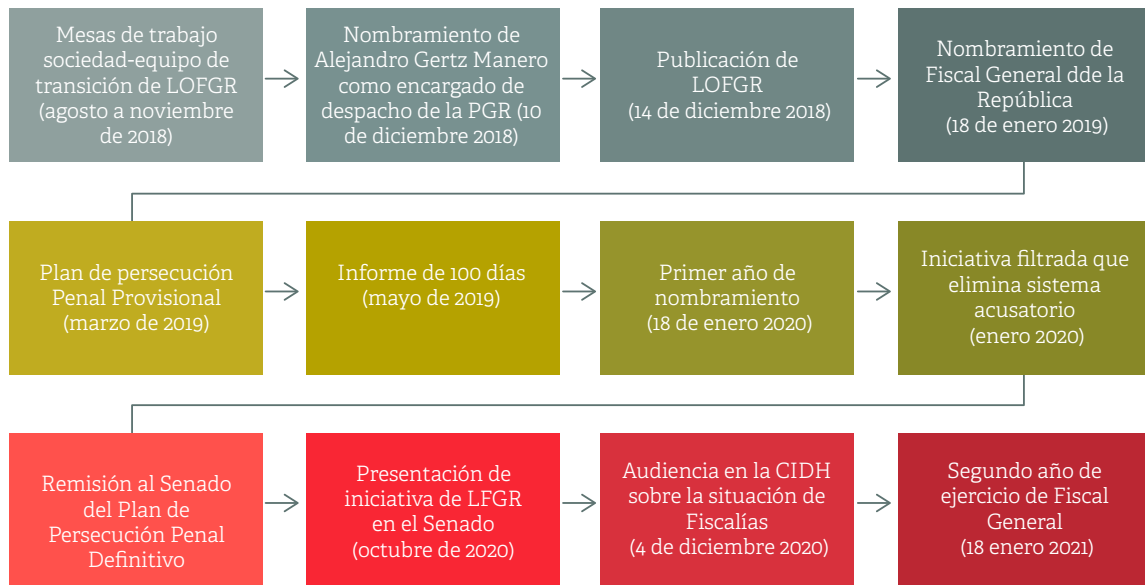 Mesas de trabajo
sociedad-equipo de
transición de LOFGR
(agosto a noviembre
de 2018)
Nombramiento de
Alejandro Gertz Manero
como encargado de
despacho de la PGR (10
de diciembre 2018)
Publicación de
LOFGR
(14 de diciembre 2018)
Nombramiento de
Fiscal General dde la
República
(18 de enero 2019)
Plan de persecución
Penal Provisional
(marzo de 2019)
Informe de 100 días
(mayo de 2019)
Primer año de
nombramiento
(18 de enero 2020)
Iniciativa filtrada que
elimina sistema
acusatorio
(enero 2020)
Remisión al Senado
del Plan de
Persecución Penal
Definitivo
Presentación de
iniciativa de LFGR
en el Senado
(octubre de 2020)
Audiencia en la CIDH
sobre la situación de
Fiscalías
(4 de diciembre 2020)
Segundo año de
ejercicio de Fiscal
General
(18 enero 2021)